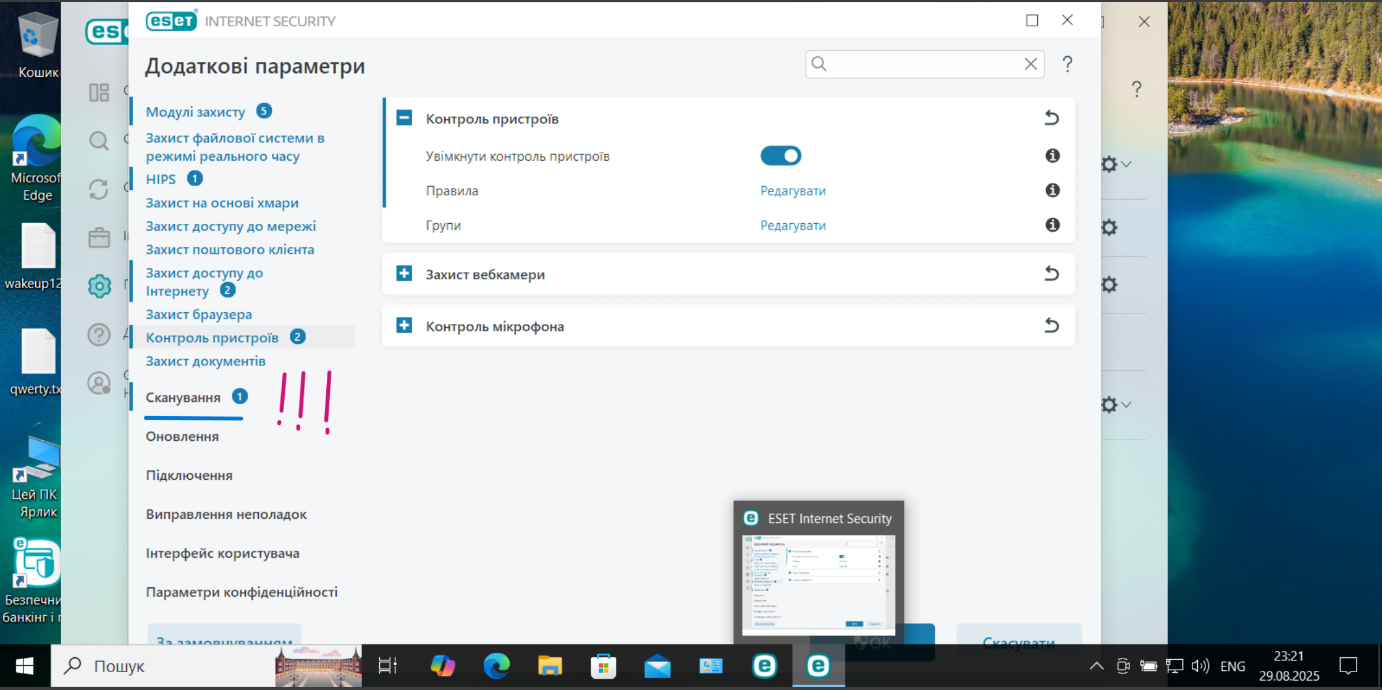 Кошик
Microsof
Edge
wakeup12
qwerty.tx
Цей ПК
Ярлик
Безпечни
банкінг і г
es
eseт INTERNET SECURITY
Додаткові параметри
?
?
Модулі захисту 5
Захист файлової системи в
режимі реального часу
HIPS 1
Захист на основі хмари
Захист доступу до мережі
Захист поштового клієнта
Захист доступу до
Інтернету 2
Захист браузера
Контроль пристроїв 2
Захист документів
Сканування 1
!!!
Оновлення
Підключення
Виправлення неполадок
Інтерфейс користувача
Параметри конфіденційності
За замовчуванням
Контроль пристроїв
Увімкнути контроль пристроїв
Правила Редагувати
Групи Редагувати
Захист вебкамери
Контроль мікрофона
ESET Internet Security
OK
Скасувати
Пошук
ENG
23:21
29.08.2025